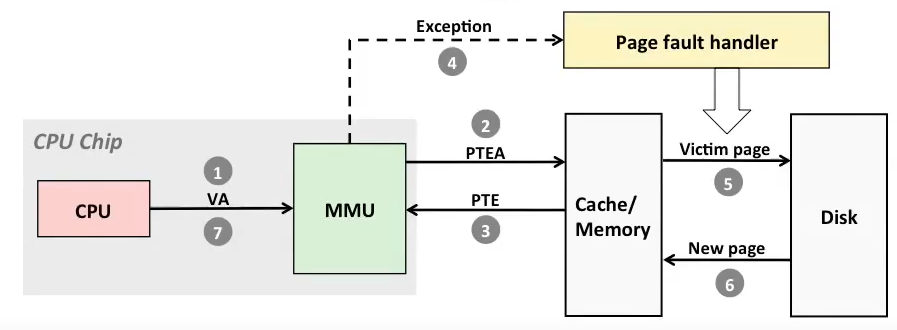 Exception
4
Page fault handler
CPU Chip
2
PTEA
1
VA
7
CPU
MMU
PTE
3
Cache/
Memory
Victim page
5
New page
6
Disk